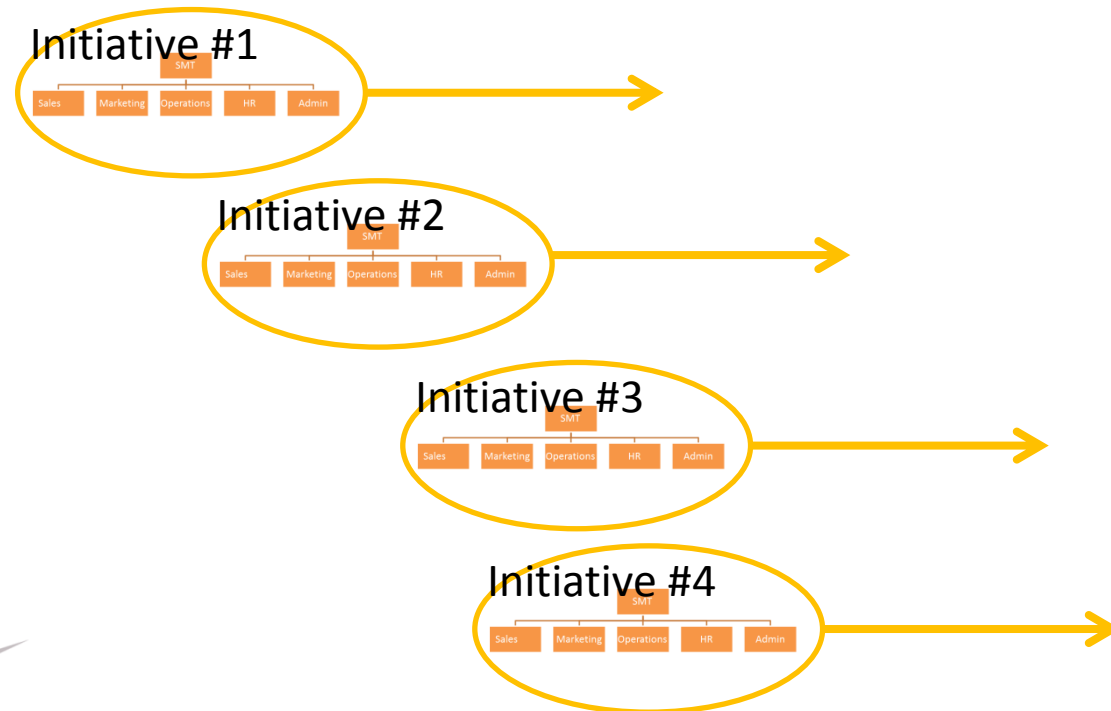 Initiative #1
SMT
Sales Marketing Operations HR Admin
Initiative #2
SMT
Sales Marketing Operations HR Admin
Initiative #3
SMT
Sales Marketing Operations HR Admin
Initiative #4
SMT
Sales Marketing Operations HR Admin